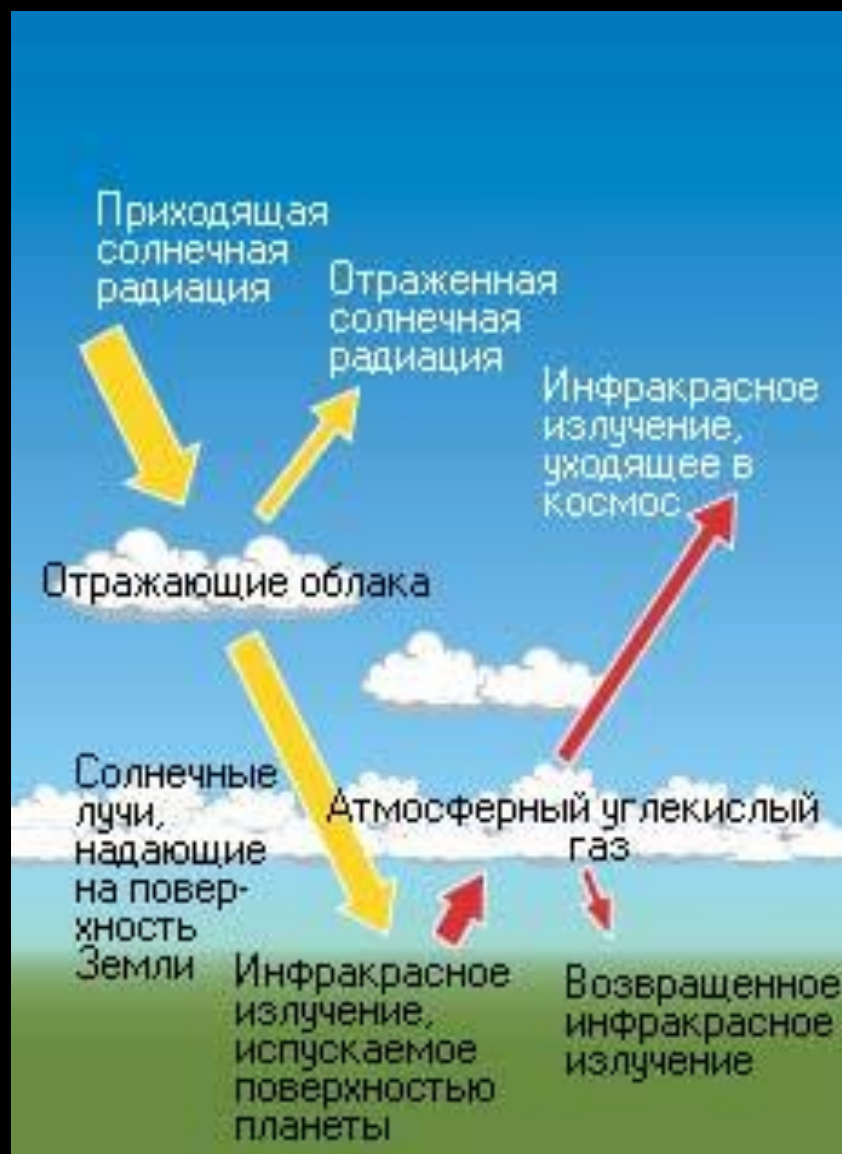 Приходящая
солнечная
радиация
Отраженная
солнечная
радиация
Инфракрасное
излучение,
уходящее в
космос
Отражающие облака
Солнечные
лучи,
надающие
на повер-
хность
Земли
Атмосферный углекислый
газ
Инфракрасное
излучение,
испускаемое
поверхностью
планеты
Возвращенное
инфракрасное
излучение